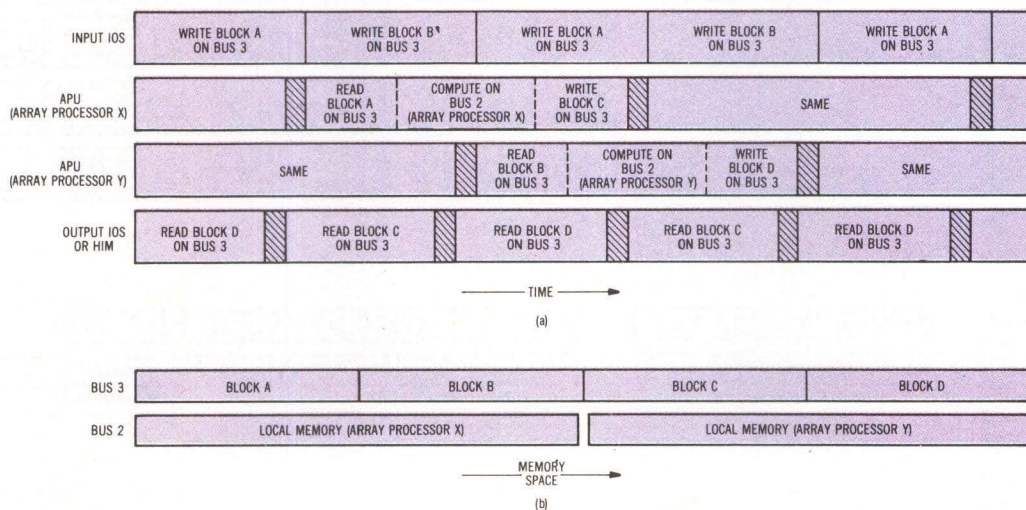 INPUT IOS
WRITE BLOCK A
ON BUS 3
WRITE BLOCK B
ON BUS 3
WRITE BLOCK A
ON BUS 3
WRITE BLOCK B
ON BUS 3
WRITE BLOCK A
ON BUS 3
APU
(ARRAY PROCESSOR X)
READ
BLOCK A
ON BUS 3
COMPUTE ON
BUS 2
(ARRAY PROCESSOR X)
WRITE
BLOCK C
ON BUS 3
SAME
APU
(ARRAY PROCESSOR Y)
SAME
READ
BLOCK B
ON BUS 3
COMPUTE ON
BUS 2
(ARRAY PROCESSOR Y)
WRITE
BLOCK D
ON BUS 3
SAME
OUTPUT IOS
OR HIM
READ BLOCK D
ON BUS 3
READ BLOCK C
ON BUS 3
READ BLOCK D
ON BUS 3
READ BLOCK C
ON BUS 3
READ BLOCK D
ON BUS 3
TIME
(a)
BUS 3
BLOCK A
BLOCK B
BLOCK C
BLOCK D
BUS 2
LOCAL MEMORY (ARRAY PROCESSOR X)
LOCAL MEMORY (ARRAY PROCESSOR Y)
MEMORY
SPACE
(b)